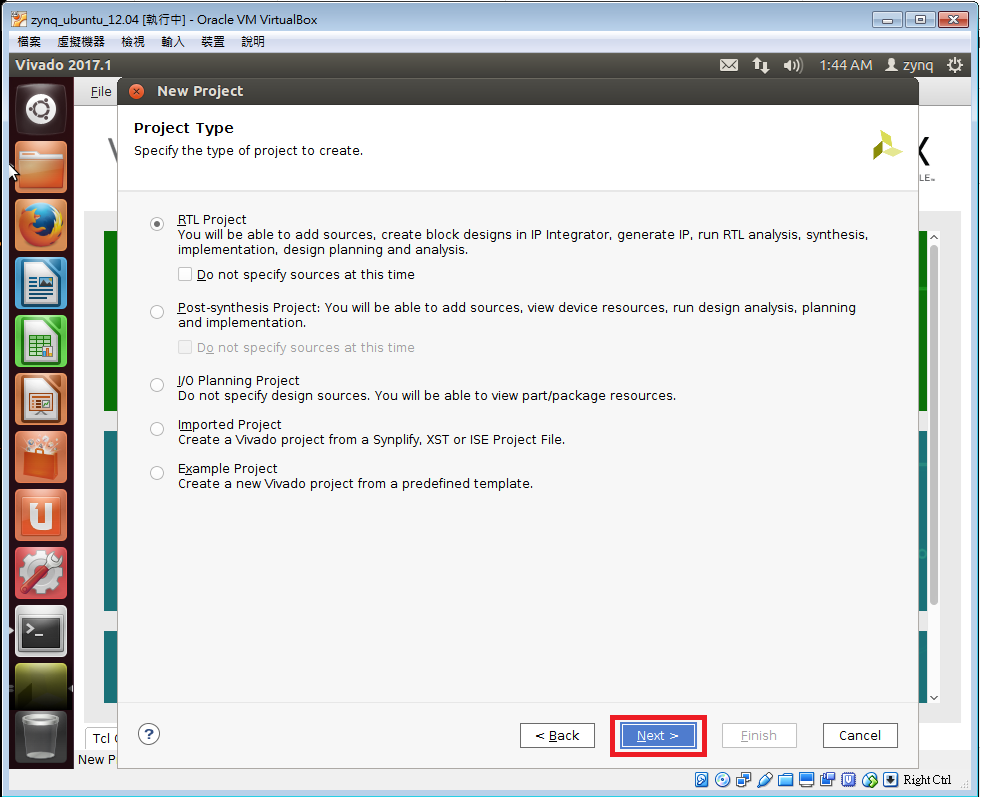 zynq_ubuntu_12.04 [執行中] - Oracle VM VirtualBox
檔案 虛擬機器 檢視 輸入 裝置 說明
Vivado 2017.1 1:44 AM zynq
File
New Project
Project Type
Specify the type of project to create.
RTL Project
You will be able to add sources, create block designs in IP Integrator, generate IP, run RTL analysis, synthesis,
implementation, design planning and analysis.
Do not specify sources at this time
Post-synthesis Project: You will be able to add sources, view device resources, run design analysis, planning
and implementation.
Do not specify sources at this time
I/O Planning Project
Do not specify design sources. You will be able to view part/package resources.
Imported Project
Create a Vivado project from a Synplify, XST or ISE Project File.
Example Project
Create a new Vivado project from a predefined template.
? < Back Next > Finish Cancel
Tcl
New P
Right Ctrl